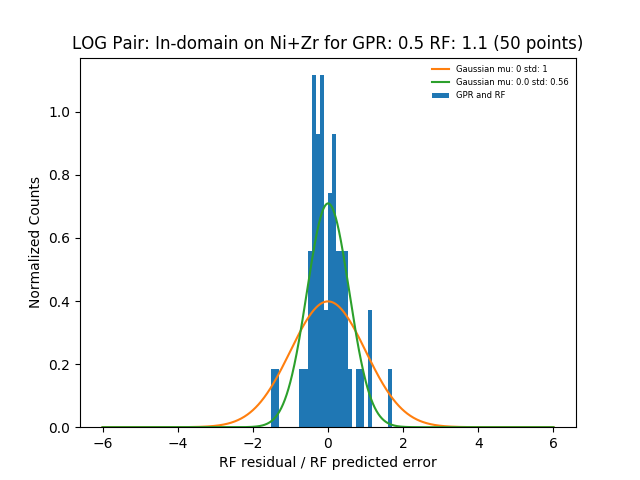 LOG Pair: In-domain on Ni+Zr for GPR: 0.5 RF: 1.1 (50 points)
Gaussian mu: 0 std: 1
Gaussian mu: 0.0 std: 0.56
GPR and RF
Normalized Counts
1.0
0.8
0.6
0.4
0.2
0.0
−6 −4 −2 0 2 4 6
RF residual / RF predicted error